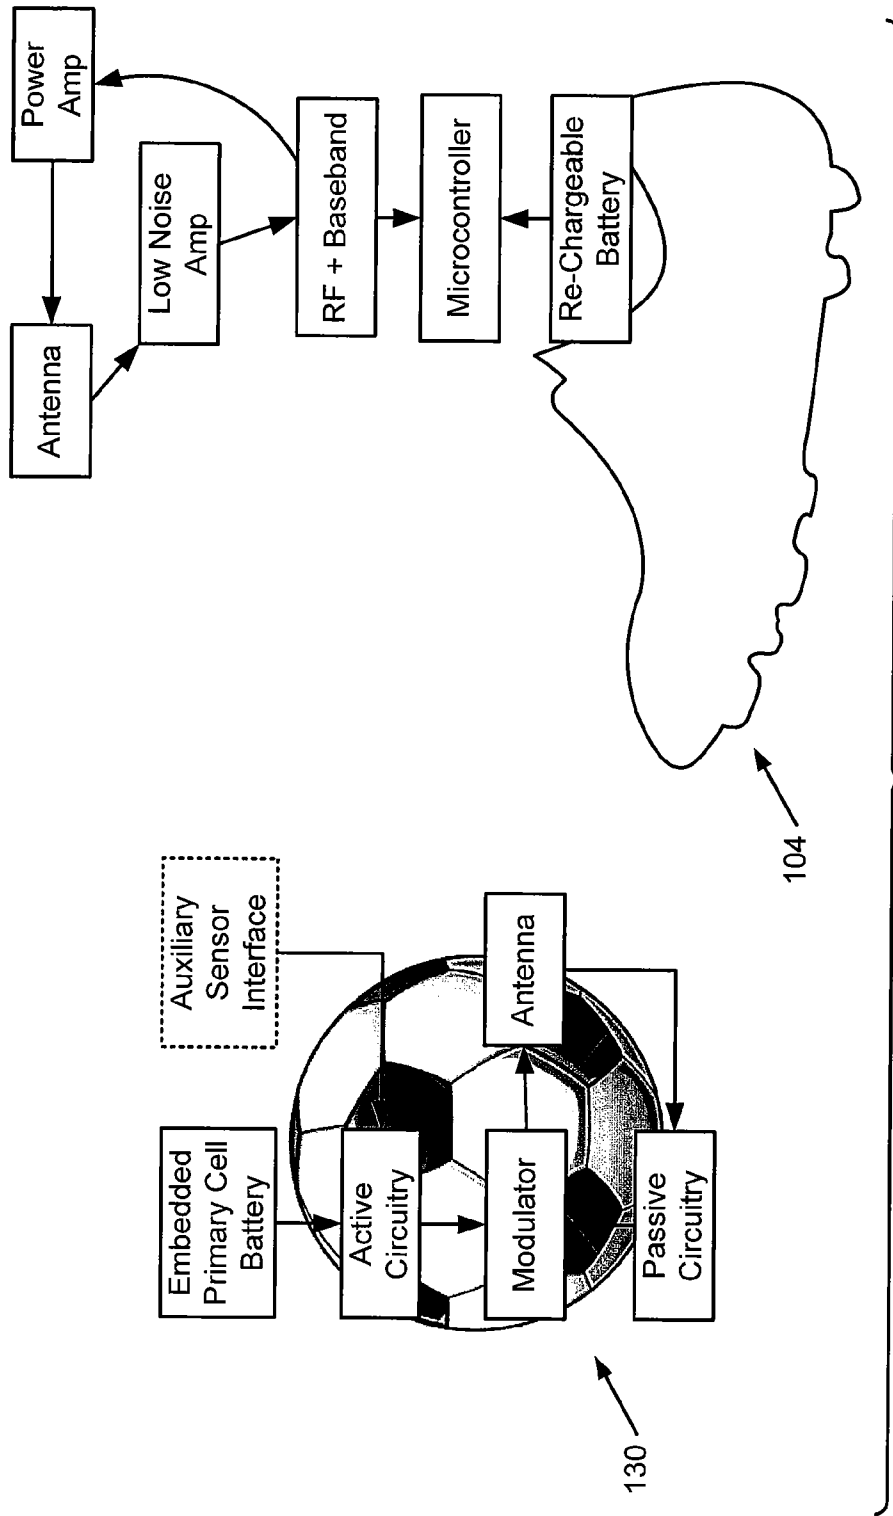 Embedded
Primary Cell
Battery
Auxiliary
Sensor
Interface
Active
Circuitry
Modulator
Antenna
Passive
Circuitry
130
Antenna
Power
Amp
Low Noise
Amp
RF + Baseband
Microcontroller
Re-Chargeable
Battery
104